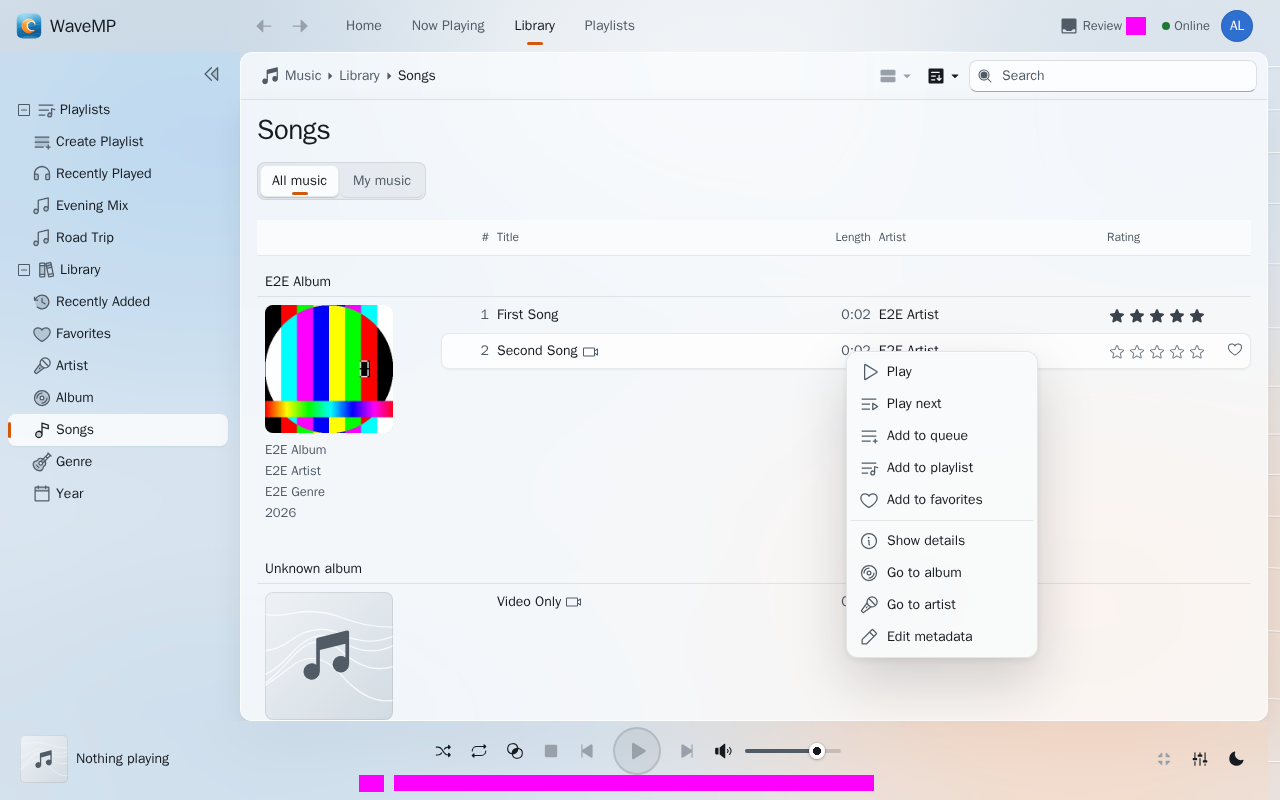 WaveMP
Home
Now Playing
Library
Playlists
Review
Online
AL
Music
Library
Songs
Search
Playlists
Create Playlist
Recently Played
Evening Mix
Road Trip
Library
Recently Added
Favorites
Artist
Album
Songs
Genre
Year
Songs
All music
My music
# Title Length Artist Rating
E2E Album
1 First Song 0:02 E2E Artist
2 Second Song 0:02 E2E Artist
E2E Album
E2E Artist
E2E Genre
2026
Unknown album
Video Only
Play
Play next
Add to queue
Add to playlist
Add to favorites
Show details
Go to album
Go to artist
Edit metadata
Nothing playing